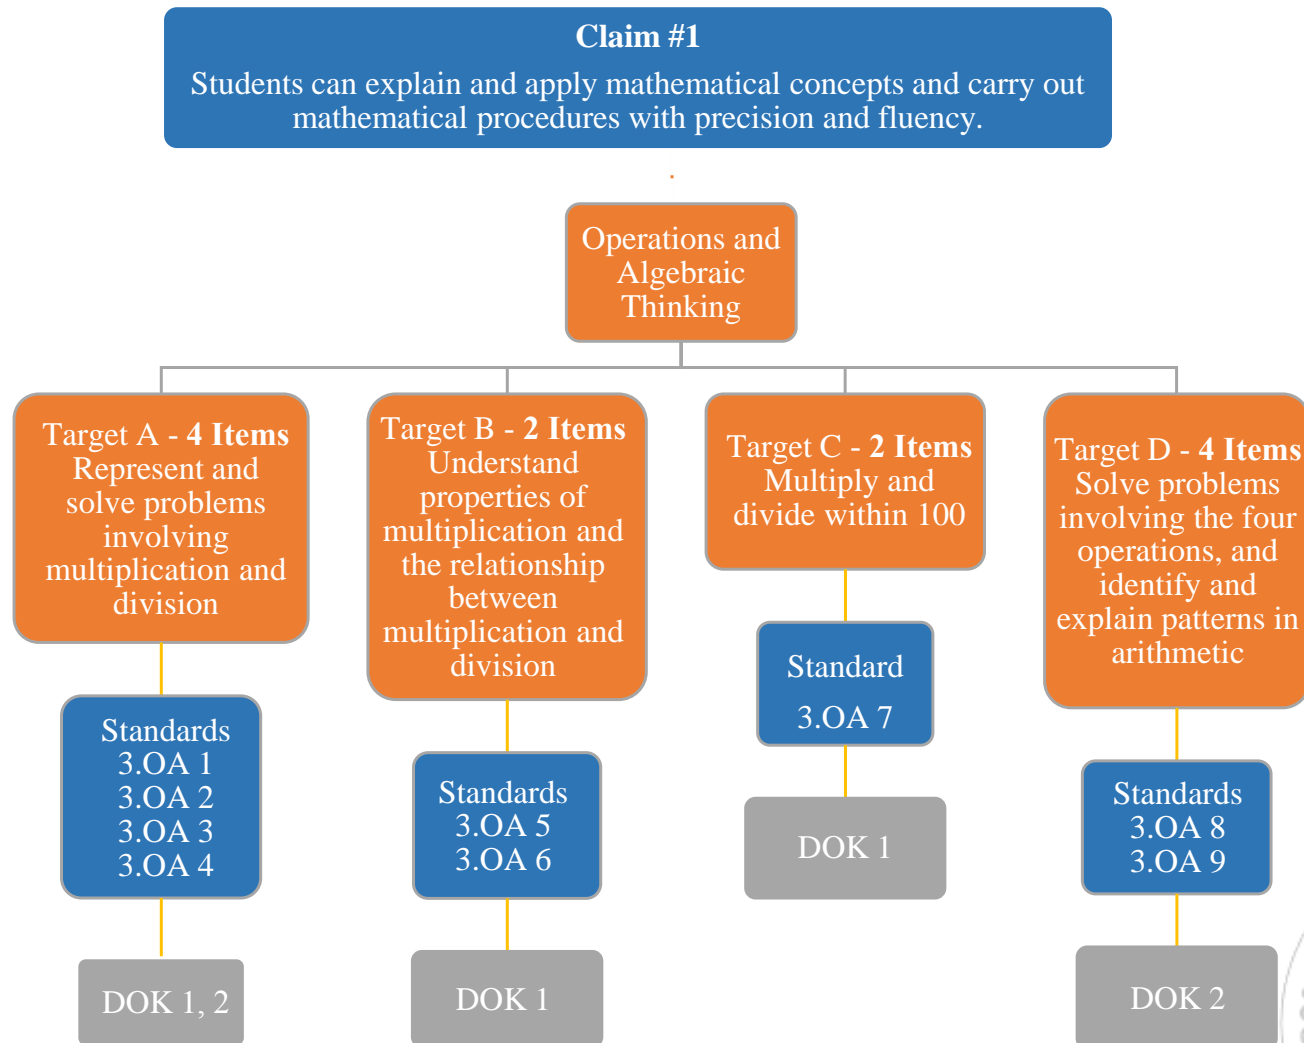 Claim #1
Students can explain and apply mathematical concepts and carry out
mathematical procedures with precision and fluency.
Operations and
Algebraic
Thinking
Target A - 4 Items
Represent and
solve problems
involving
multiplication and
division
Standards
3.OA 1
3.OA 2
3.OA 3
3.OA 4
DOK 1, 2
Target B - 2 Items
Understand
properties of
multiplication and
the relationship
between
multiplication and
division
Standards
3.OA 5
3.OA 6
DOK 1
Target C - 2 Items
Multiply and
divide within 100
Standard
3.OA 7
DOK 1
Target D - 4 Items
Solve problems
involving the four
operations, and
identify and
explain patterns in
arithmetic
Standards
3.OA 8
3.OA 9
DOK 2